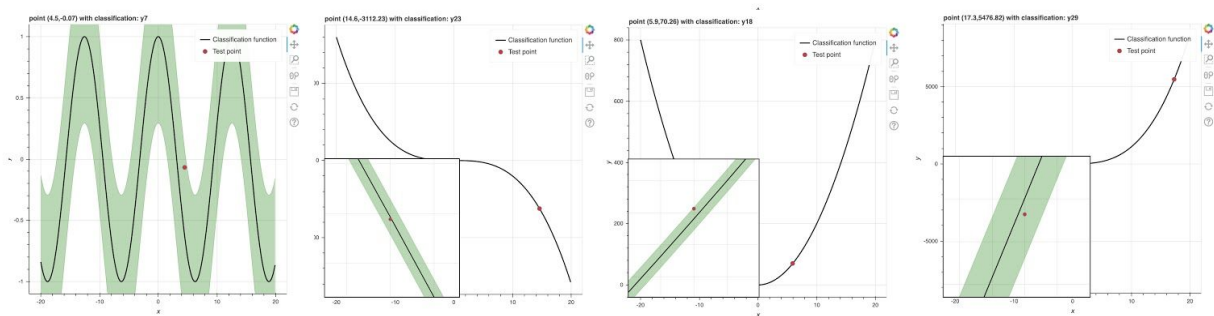 point (4.5,-0.07) with classification: y7
Classification function
Test point
1
0.5
0
-0.5
-1
-20
-10
0
10
20
x
y
point (14.6,-3112.23) with classification: y23
Classification function
Test point
0
-20
-10
0
10
20
x
point (5.9,70.26) with classification: y18
Classification function
Test point
800
600
400
200
0
-20
-10
0
10
20
x
y
point (17.3,5476.82) with classification: y29
Classification function
Test point
5000
0
-5000
-20
-10
0
10
20
x
y